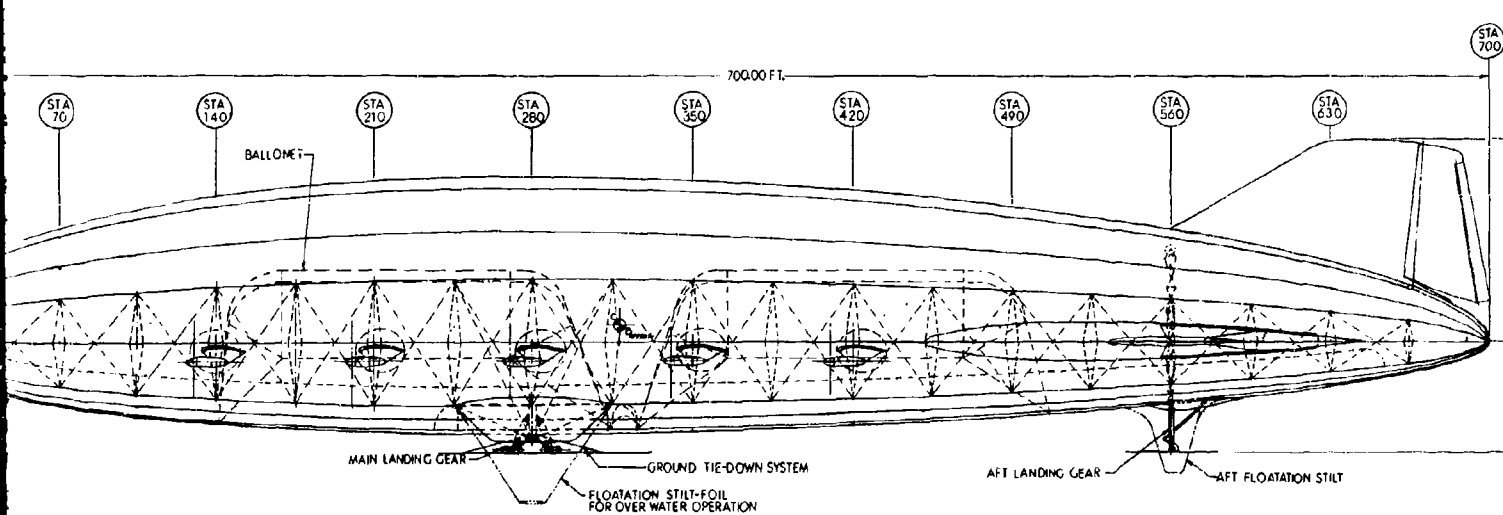 STA
700
700.00 FT.
STA
70
STA
140
STA
210
STA
280
STA
350
STA
420
STA
490
STA
560
STA
630
BALLONET
MAIN LANDING GEAR
GROUND TIE-DOWN SYSTEM
FLOATATION STILT-FOIL
FOR OVER WATER OPERATION
AFT LANDING GEAR
AFT FLOATATION STILT